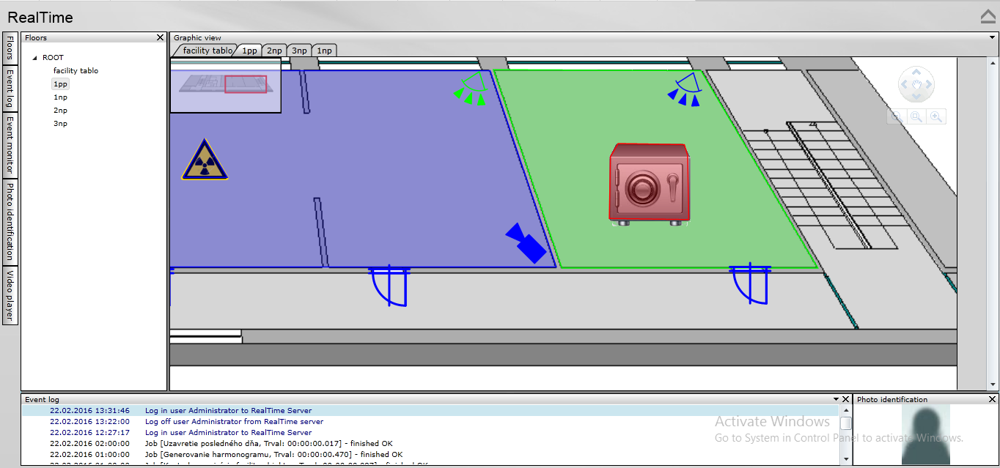 RealTime
Floors
Graphic view
facility tablo 1pp 2np 3np 1np
Floors
Event log
Event monitor
Photo identification
Video player
ROOT
facility tablo
1pp
1np
2np
3np
Event log
22.02.2016 13:31:46 Log in user Administrator to RealTime Server
22.02.2016 13:22:00 Log off user Administrator from RealTime server
22.02.2016 12:27:17 Log in user Administrator to RealTime Server
22.02.2016 02:00:00 Job [Uzavretie posledného dňa, Trval: 00:00:00.017] - finished OK
22.02.2016 01:00:00 Job [Generovanie harmonogramu, Trval: 00:00:00.470] - finished OK
Photo identification
Activate Windows
Go to System in Control Panel to activate Windows.